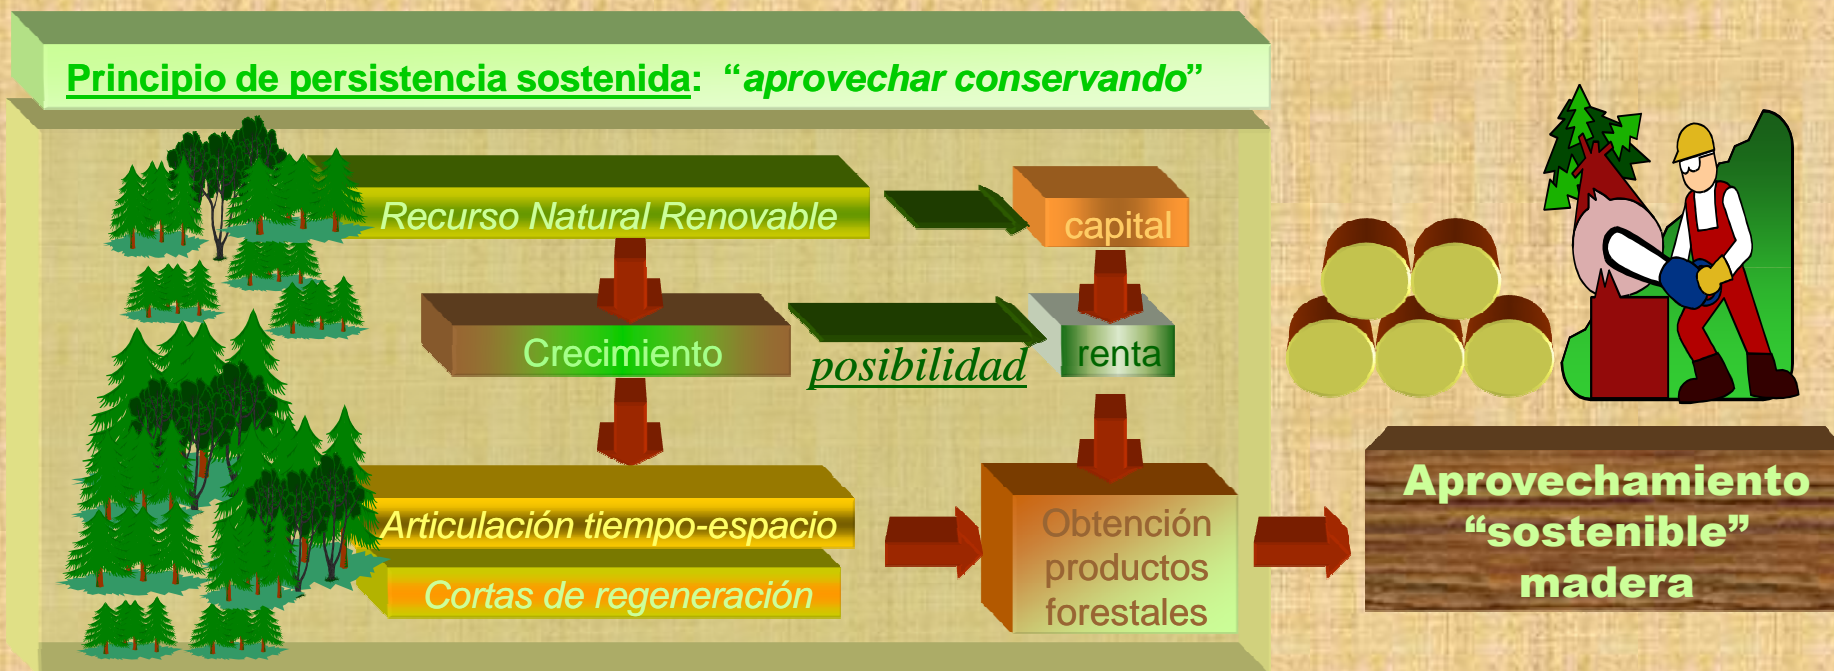 Principio de persistencia sostenida: “aprovechar conservando”
Recurso Natural Renovable
capital
Crecimiento
posibilidad
renta
Articulación tiempo-espacio
Cortas de regeneración
Obtención
productos
forestales
Aprovechamiento
“sostenible”
madera